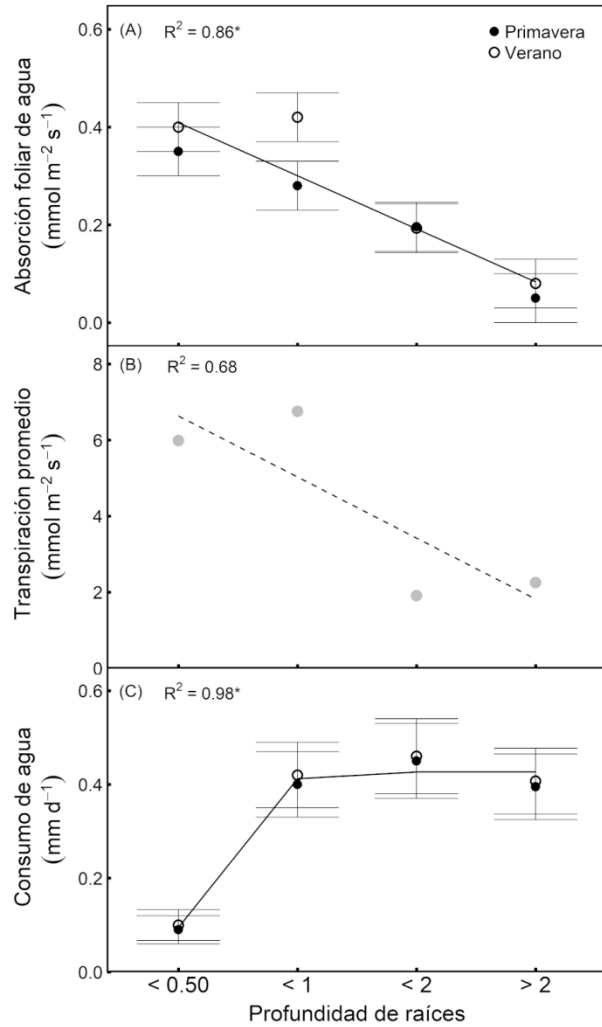 (A) R² = 0.86*
Primavera
Verano
Absorción foliar de agua
(mmol m⁻² s⁻¹)
0.6
0.4
0.2
0.0
(B) R² = 0.68
Transpiración promedio
(mmol m⁻² s⁻¹)
8
6
4
2
0
(C) R² = 0.98*
Consumo de agua
(mm d⁻¹)
0.6
0.4
0.2
0.0
< 0.50 < 1 < 2 > 2
Profundidad de raíces